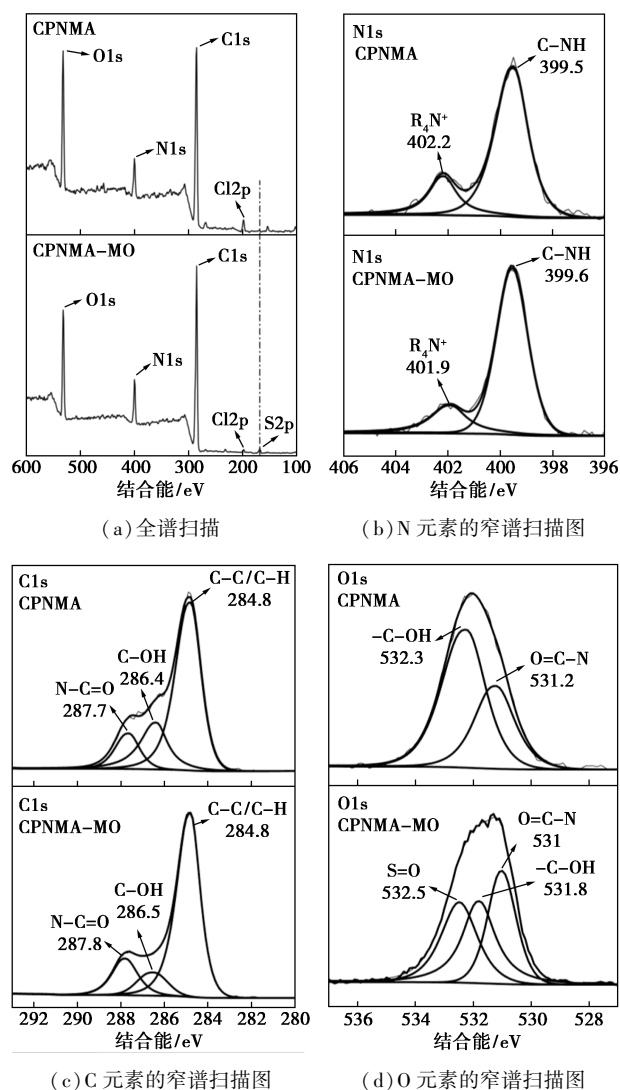 CPNMA
O1s
C1s
N1s
Cl2p
CPNMA-MO
O1s
C1s
N1s
Cl2p
S2p
600 500 400 300 200 100
结合能/eV
(a)全谱扫描
N1s
CPNMA
C-NH
399.5
R₄N⁺
402.2
N1s
CPNMA-MO
C-NH
399.6
R₄N⁺
401.9
406 404 402 400 398 396
结合能/eV
(b)N 元素的窄谱扫描图
C1s
CPNMA
C-C/C-H
284.8
C-OH
286.4
N-C=O
287.7
C1s
CPNMA-MO
C-C/C-H
284.8
C-OH
286.5
N-C=O
287.8
292 290 288 286 284 282 280
结合能/eV
(c)C 元素的窄谱扫描图
O1s
CPNMA
-C-OH
532.3
O=C-N
531.2
O1s
CPNMA-MO
O=C-N
531
S=O
532.5
-C-OH
531.8
536 534 532 530 528
结合能/eV
(d)O 元素的窄谱扫描图